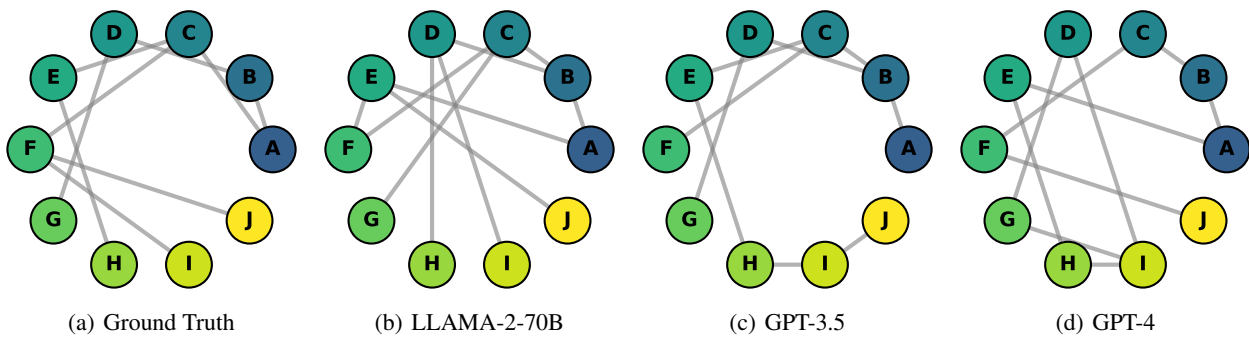 D C
E B
F A
G J
H I
(a) Ground Truth
D C
E B
F A
G J
H I
(b) LLAMA-2-70B
D C
E B
F A
G J
H I
(c) GPT-3.5
D C
E B
F A
G J
H I
(d) GPT-4